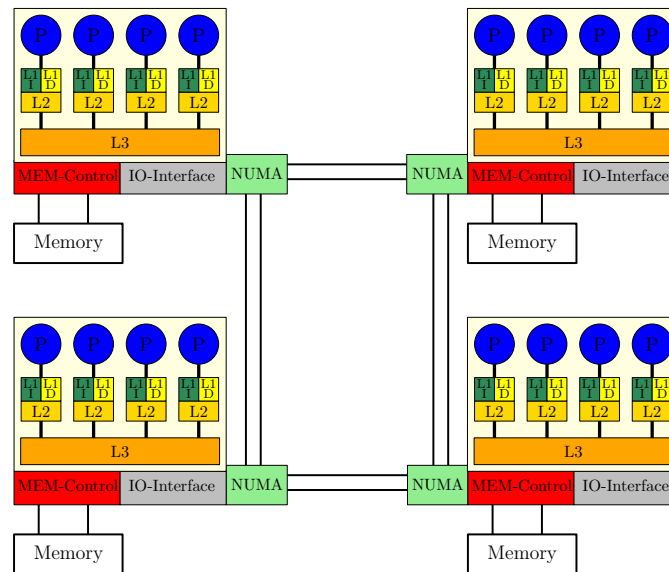 P P P P
L1 L1 L1 L1 L1 L1 L1 L1
I D I D I D I D
L2 L2 L2 L2
L3
MEM-Control IO-Interface NUMA
Memory
P P P P
L1 L1 L1 L1 L1 L1 L1 L1
I D I D I D I D
L2 L2 L2 L2
L3
NUMA MEM-Control IO-Interface
Memory
P P P P
L1 L1 L1 L1 L1 L1 L1 L1
I D I D I D I D
L2 L2 L2 L2
L3
MEM-Control IO-Interface NUMA
Memory
P P P P
L1 L1 L1 L1 L1 L1 L1 L1
I D I D I D I D
L2 L2 L2 L2
L3
NUMA MEM-Control IO-Interface
Memory